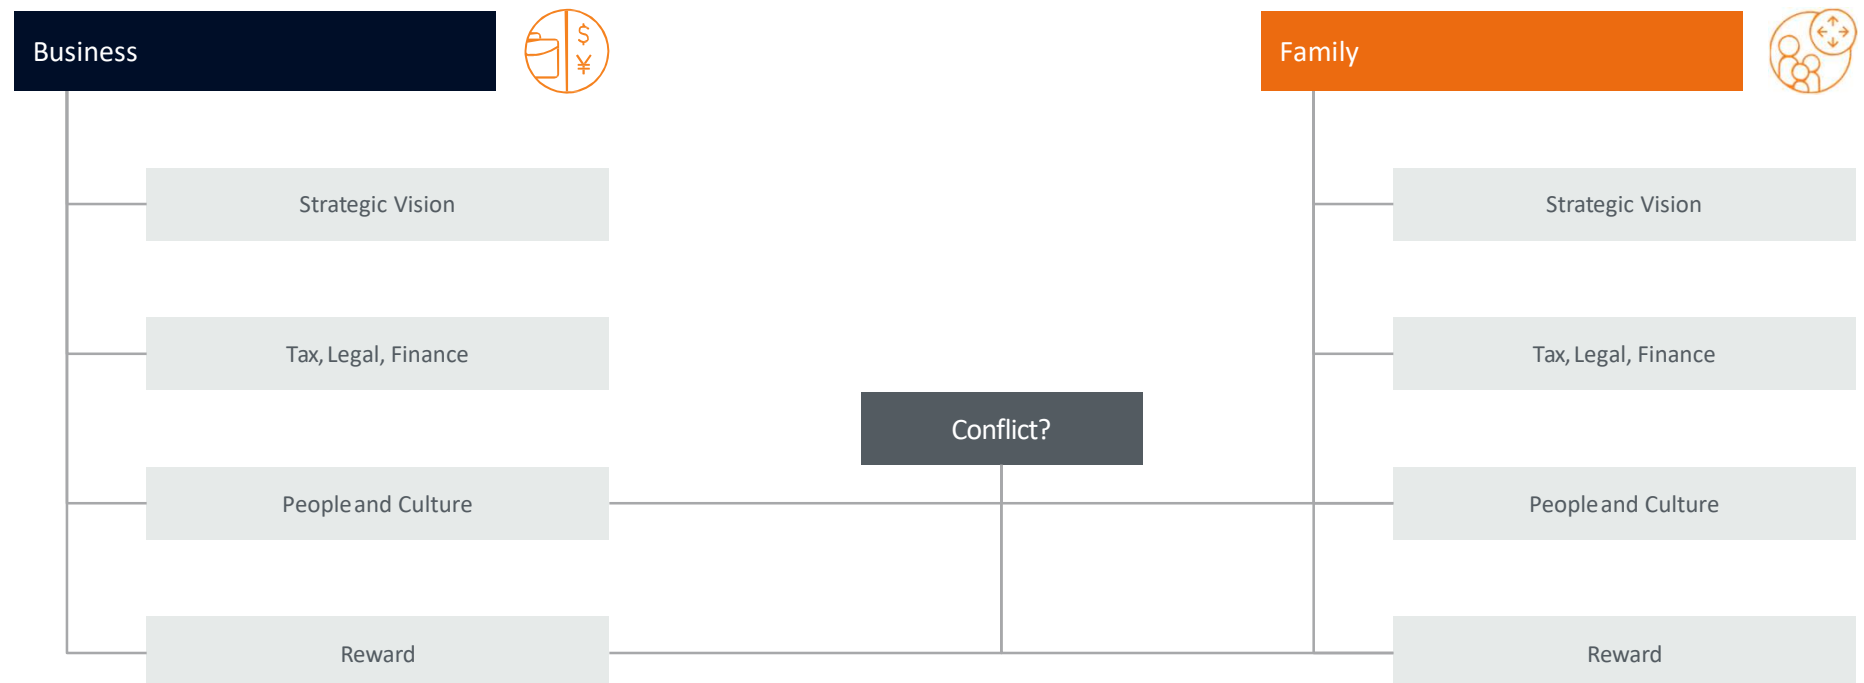 Business
$
¥
Family
Strategic Vision
Strategic Vision
Tax, Legal, Finance
Tax, Legal, Finance
Conflict?
People and Culture
People and Culture
Reward
Reward